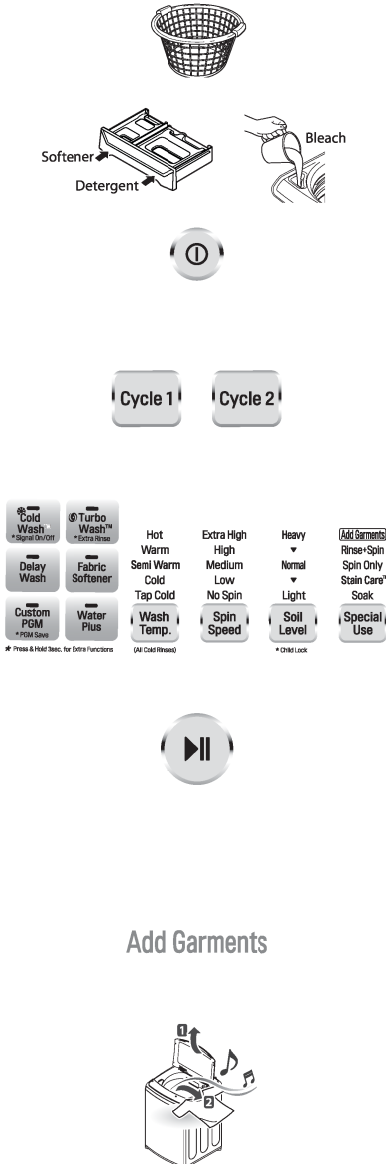 Bleach
Softener
Detergent
Cycle 1
Cycle 2
Cold Wash™
* Signal On/Off
Turbo Wash™
* Extra Rinse
Delay Wash
Fabric Softener
Custom PGM
* PGM Save
Water Plus
* Press & Hold 3sec. for Extra Functions
Hot
Warm
Semi Warm
Cold
Tap Cold
Wash Temp.
(All Cold Rinses)
Extra High
High
Medium
Low
No Spin
Spin Speed
Heavy
Normal
Light
Soil Level
* Child Lock
Add Garments
Rinse+Spin
Spin Only
Stain Care™
Soak
Special Use
Add Garments
1
2